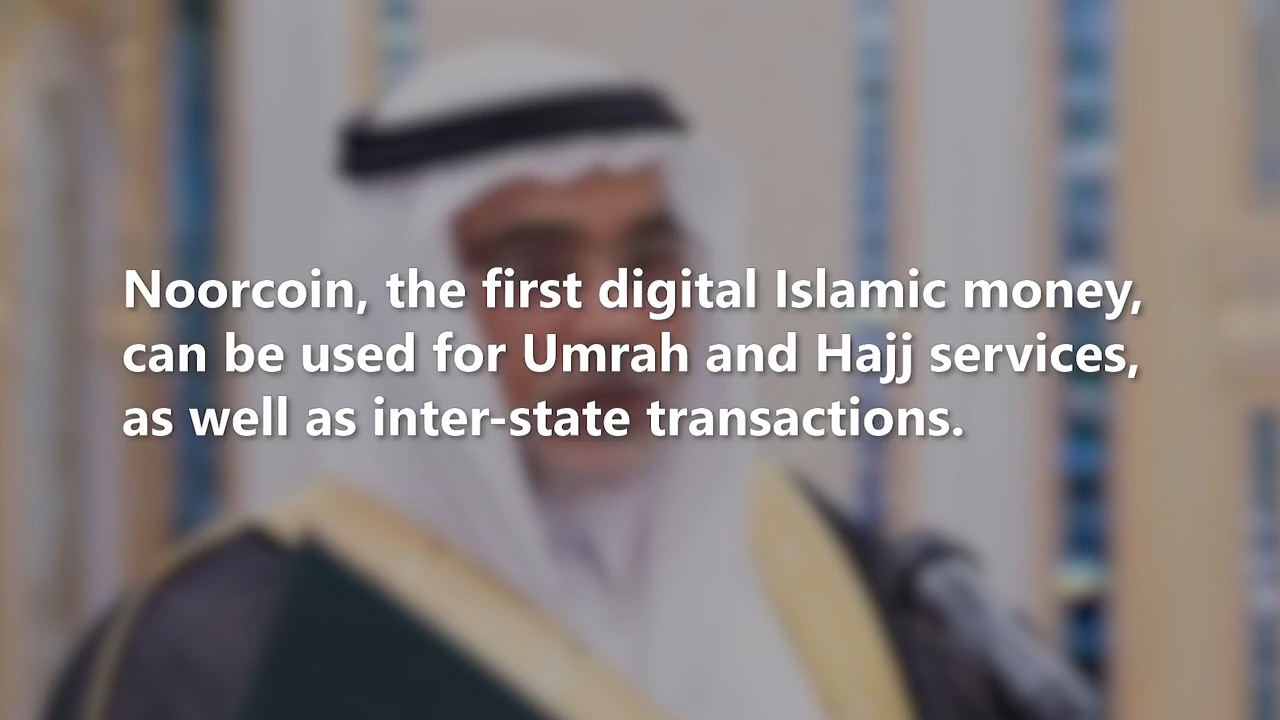 Noorcoin, the first digital Islamic money,
can be used for Umrah and Hajj services,
as well as inter-state transactions.